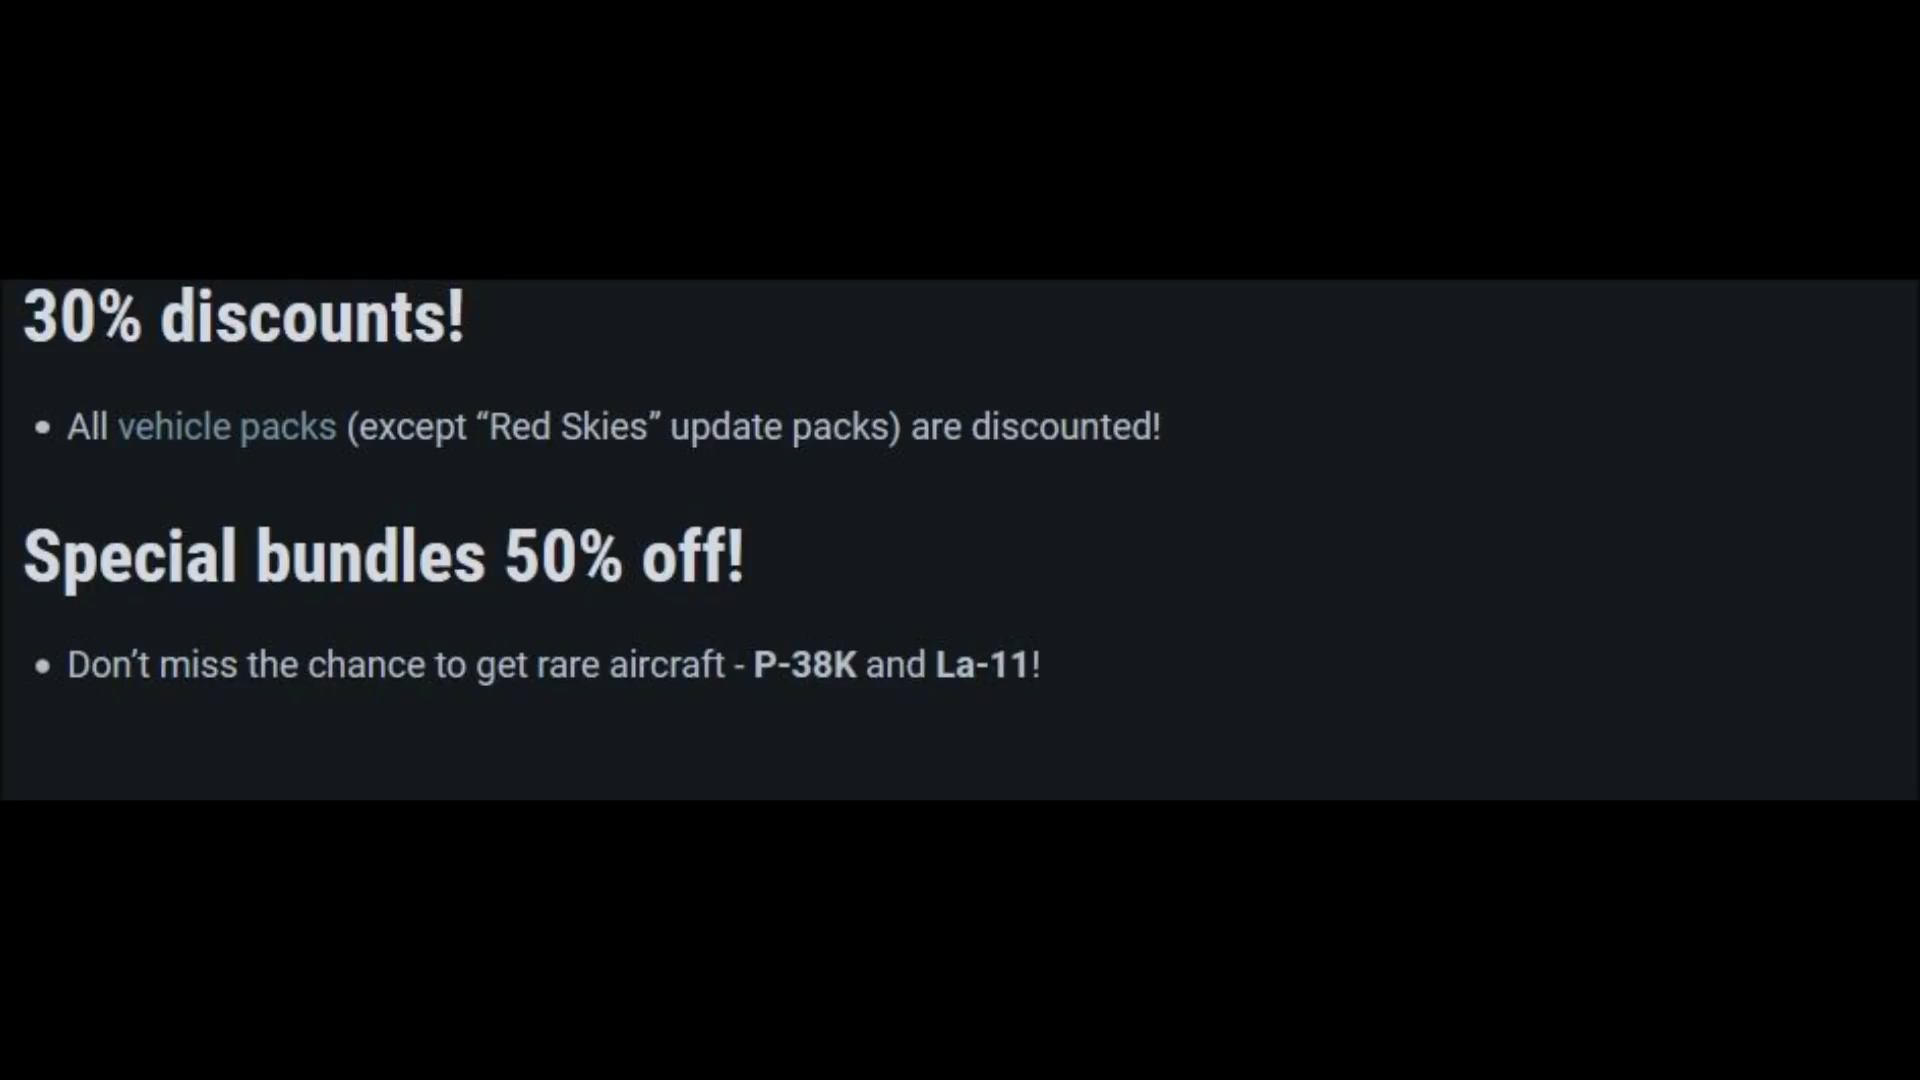 30% discounts!
• All vehicle packs (except “Red Skies” update packs) are discounted!
Special bundles 50% off!
• Don’t miss the chance to get rare aircraft - P-38K and La-11!